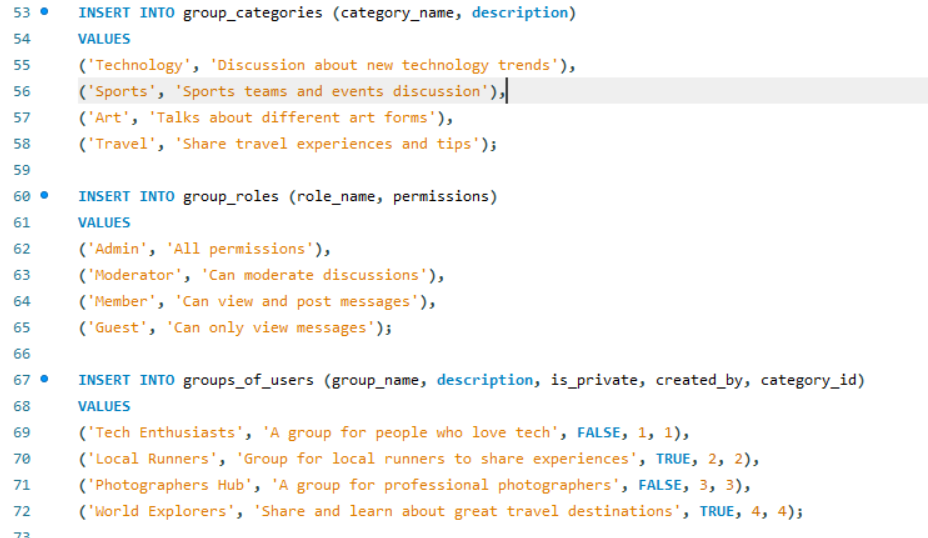 53 INSERT INTO group_categories (category_name, description)
54 VALUES
55 ('Technology', 'Discussion about new technology trends'),
56 ('Sports', 'Sports teams and events discussion'),
57 ('Art', 'Talks about different art forms'),
58 ('Travel', 'Share travel experiences and tips');
59
60 INSERT INTO group_roles (role_name, permissions)
61 VALUES
62 ('Admin', 'All permissions'),
63 ('Moderator', 'Can moderate discussions'),
64 ('Member', 'Can view and post messages'),
65 ('Guest', 'Can only view messages');
66
67 INSERT INTO groups_of_users (group_name, description, is_private, created_by, category_id)
68 VALUES
69 ('Tech Enthusiasts', 'A group for people who love tech', FALSE, 1, 1),
70 ('Local Runners', 'Group for local runners to share experiences', TRUE, 2, 2),
71 ('Photographers Hub', 'A group for professional photographers', FALSE, 3, 3),
72 ('World Explorers', 'Share and learn about great travel destinations', TRUE, 4, 4);
73